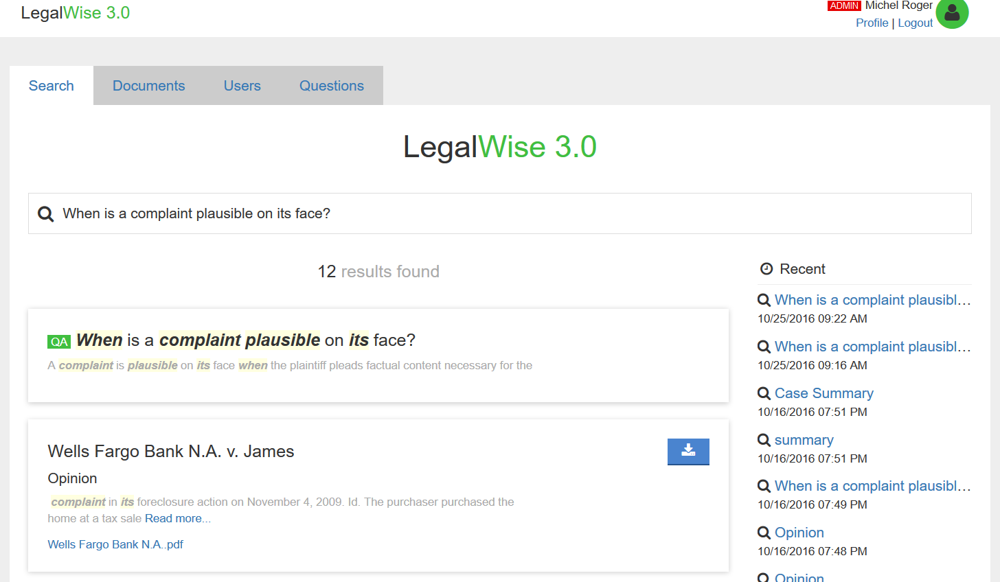 LegalWise 3.0
ADMIN Michel Roger
Profile | Logout
Search
Documents
Users
Questions
LegalWise 3.0
When is a complaint plausible on its face?
12 results found
QA When is a complaint plausible on its face?
A complaint is plausible on its face when the plaintiff pleads factual content necessary for the
Wells Fargo Bank N.A. v. James
Opinion
complaint in its foreclosure action on November 4, 2009. Id. The purchaser purchased the
home at a tax sale Read more...
Wells Fargo Bank N.A..pdf
Recent
When is a complaint plausibl...
10/25/2016 09:22 AM
When is a complaint plausibl...
10/25/2016 09:16 AM
Case Summary
10/16/2016 07:51 PM
summary
10/16/2016 07:51 PM
When is a complaint plausibl...
10/16/2016 07:49 PM
Opinion
10/16/2016 07:48 PM
Opinion